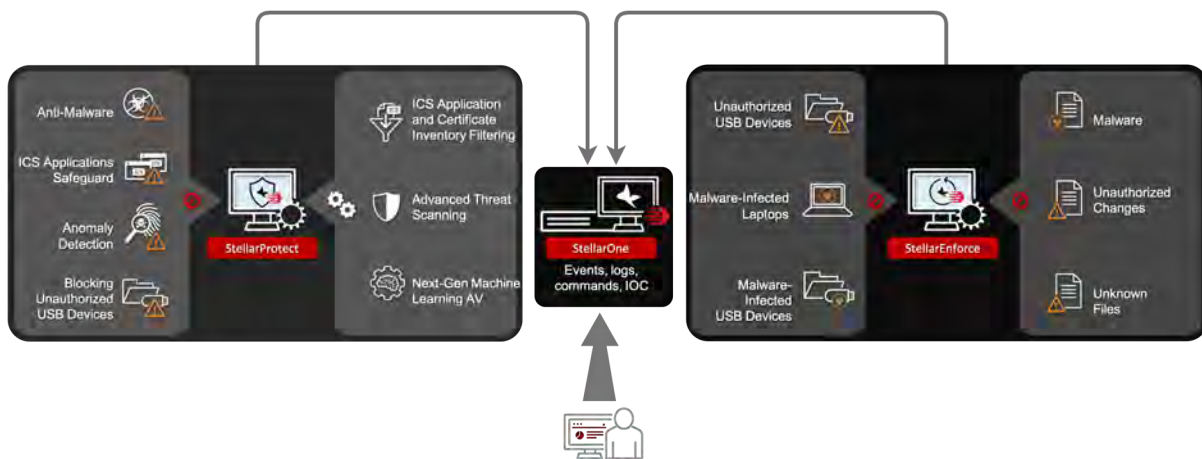 Anti-Malware
ICS Applications
Safeguard
Anomaly
Detection
Blocking
Unauthorized
USB Devices
StellarProtect
ICS Application
and Certificate
Inventory Filtering
Advanced Threat
Scanning
Next-Gen Machine
Learning AV
StellarOne
Events, logs,
commands, IOC
Unauthorized
USB Devices
Malware-Infected
Laptops
Malware-
Infected
USB Devices
StellarEnforce
Malware
Unauthorized
Changes
Unknown
Files